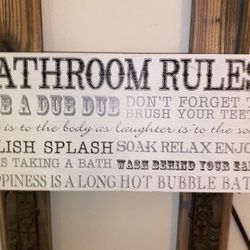 ATHROOM RULES
B A DUB DUB DON'T FORGET
BRUSH YOUR TEET
is to the body as laughter is to the so
LISH SPLASH SOAK RELAX ENJO
AS TAKING A BATH WASH BEHIND YOUR EA
PPINESS IS A LONG HOT BUBBLE BAT